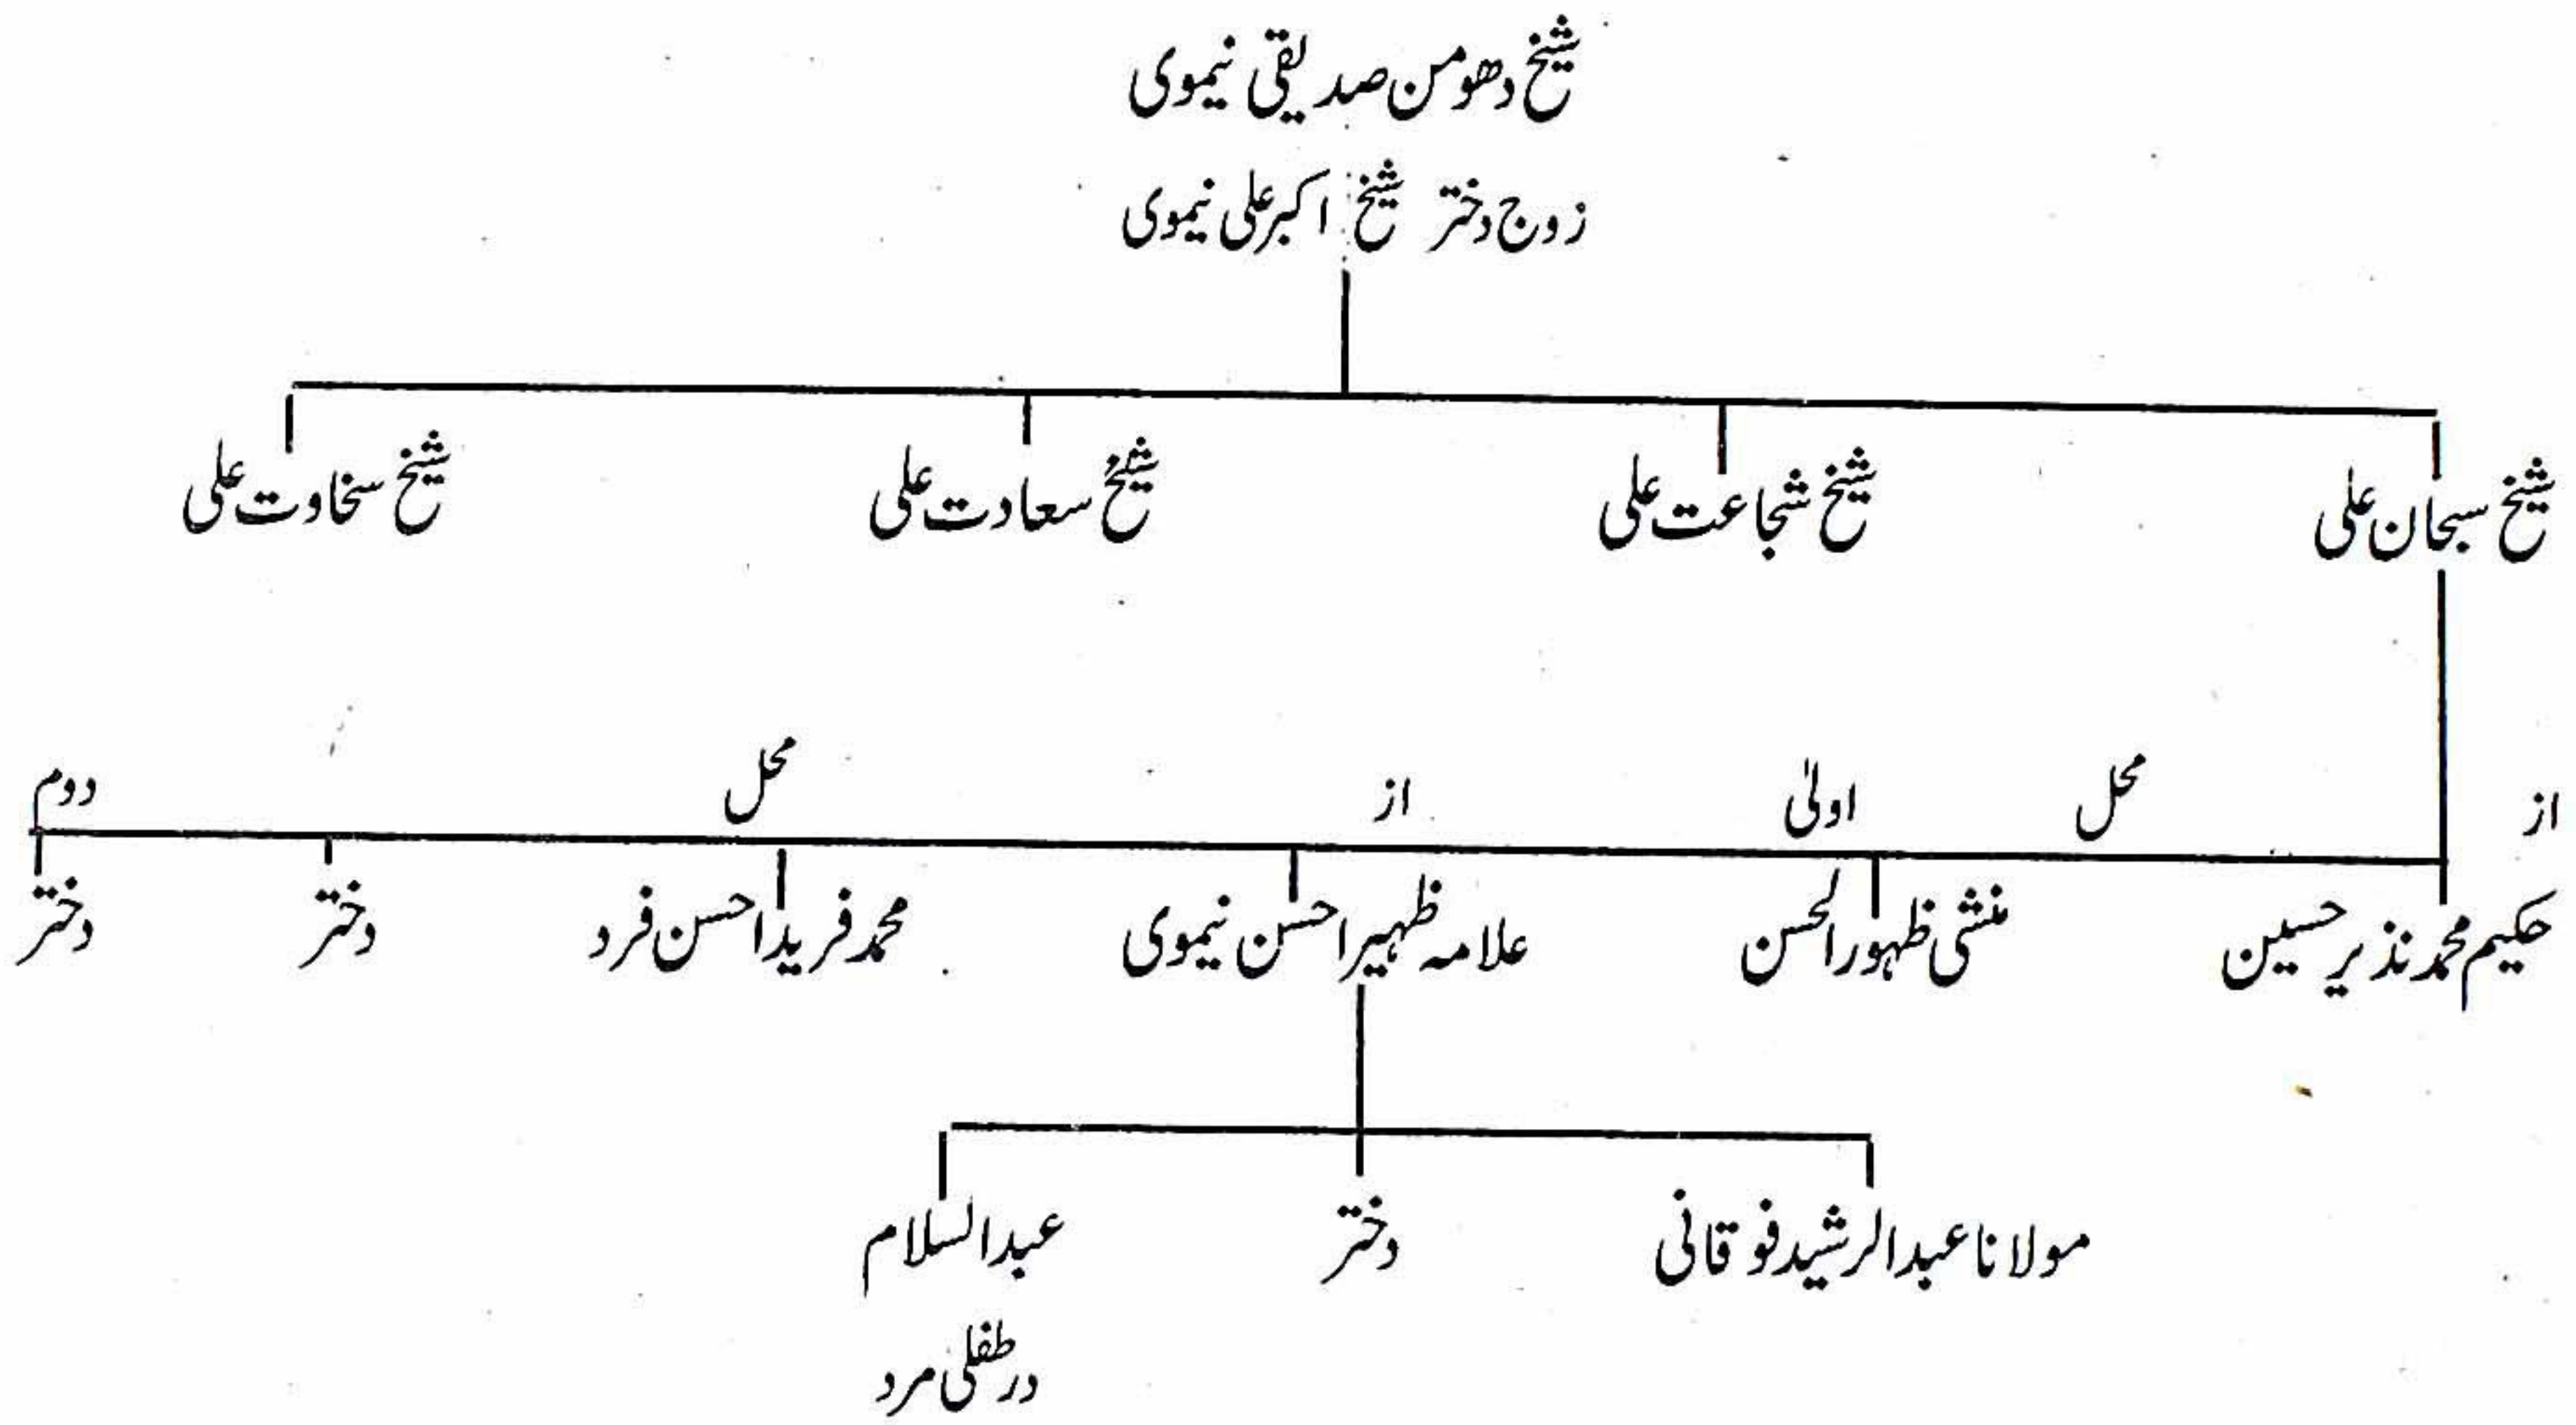 شیخ دھومن صدیقی نیموی
زوج دختر شیخ اکبر علی نیموی
شیخ سبحان علی شیخ شجاعت علی شیخ سعادت علی شیخ سخاوت علی
از محل اولیٰ از محل دوم
حکیم محمد نذیر حسین منشی ظہور الحسن علامہ ظہیر احسن نیموی محمد فرید احسن فرد دختر دختر
مولانا عبدالرشید فوقانی دختر عبدالسلام
در طفلی مرد